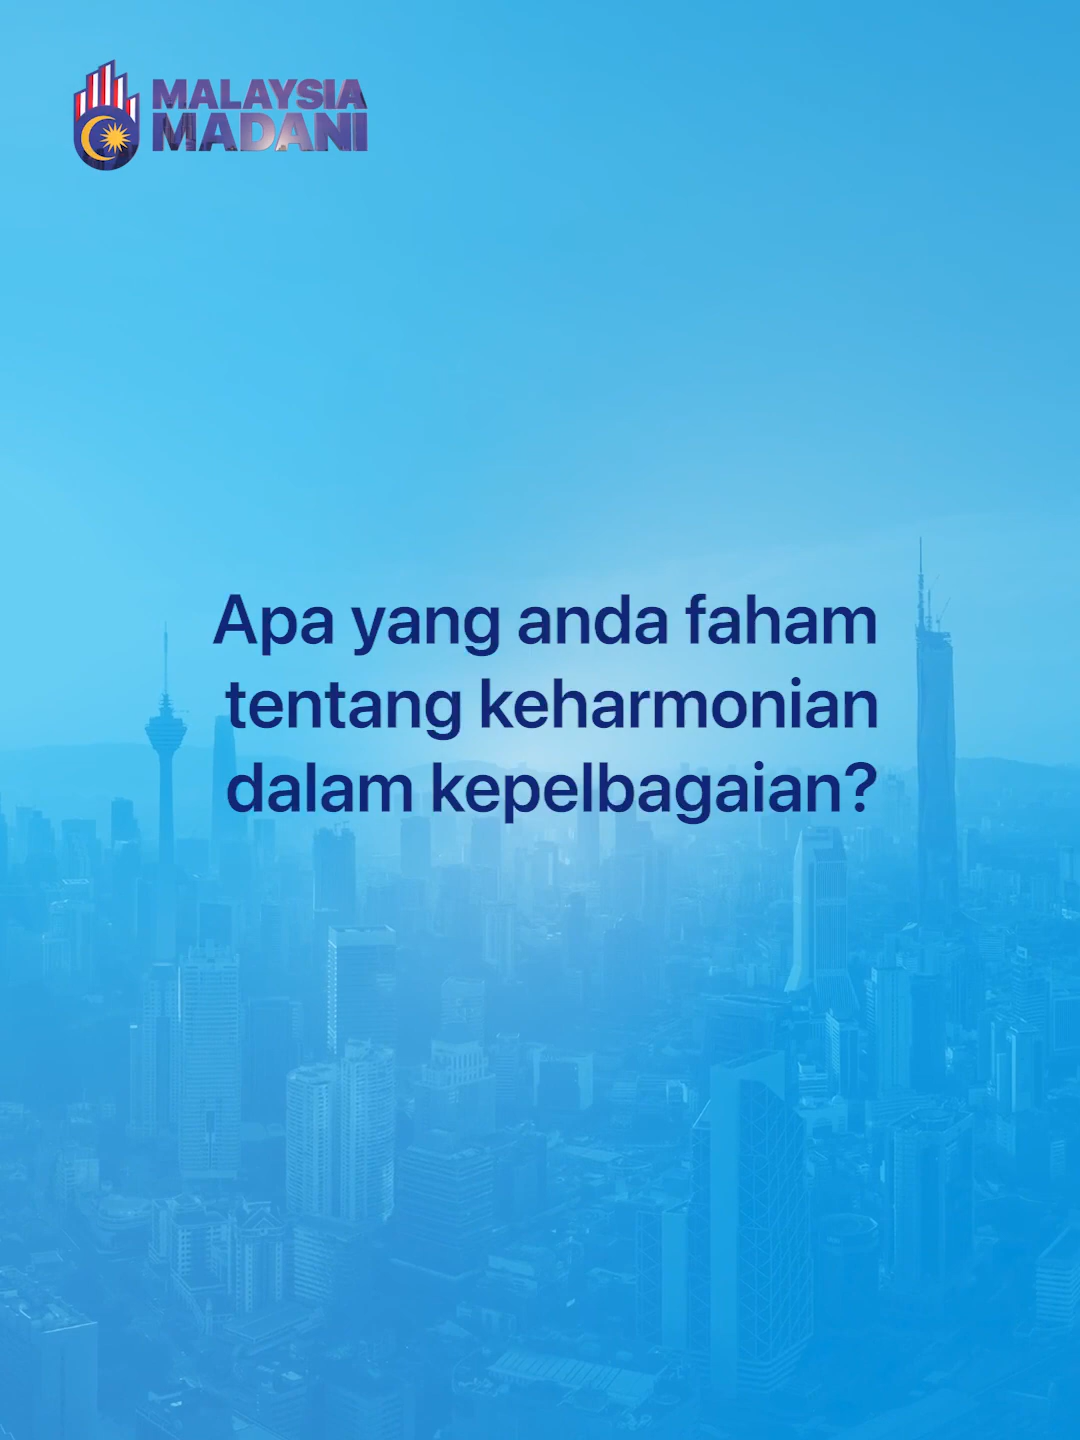 MALAYSIA
MADANI
Apa yang anda faham
tentang keharmonian
dalam kepelbagaian?